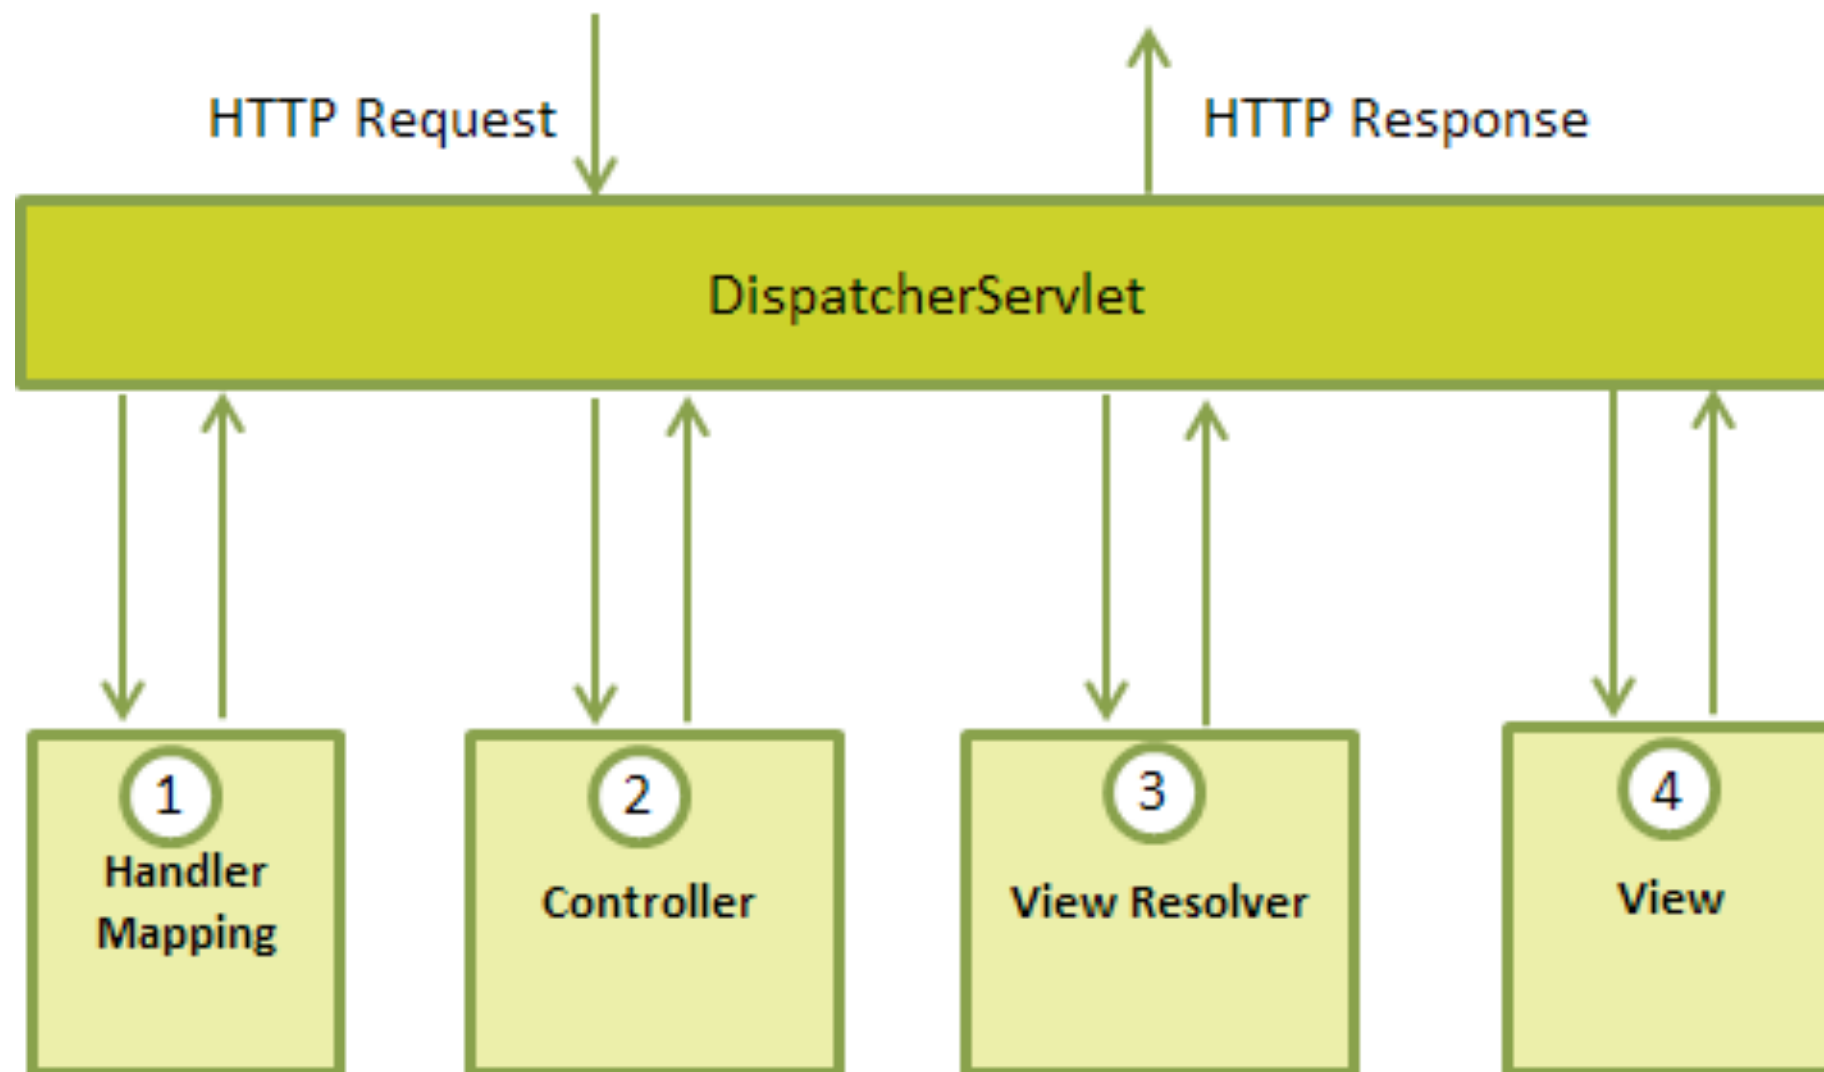 HTTP Request
HTTP Response
DispatcherServlet
1
Handler
Mapping
2
Controller
3
View Resolver
4
View